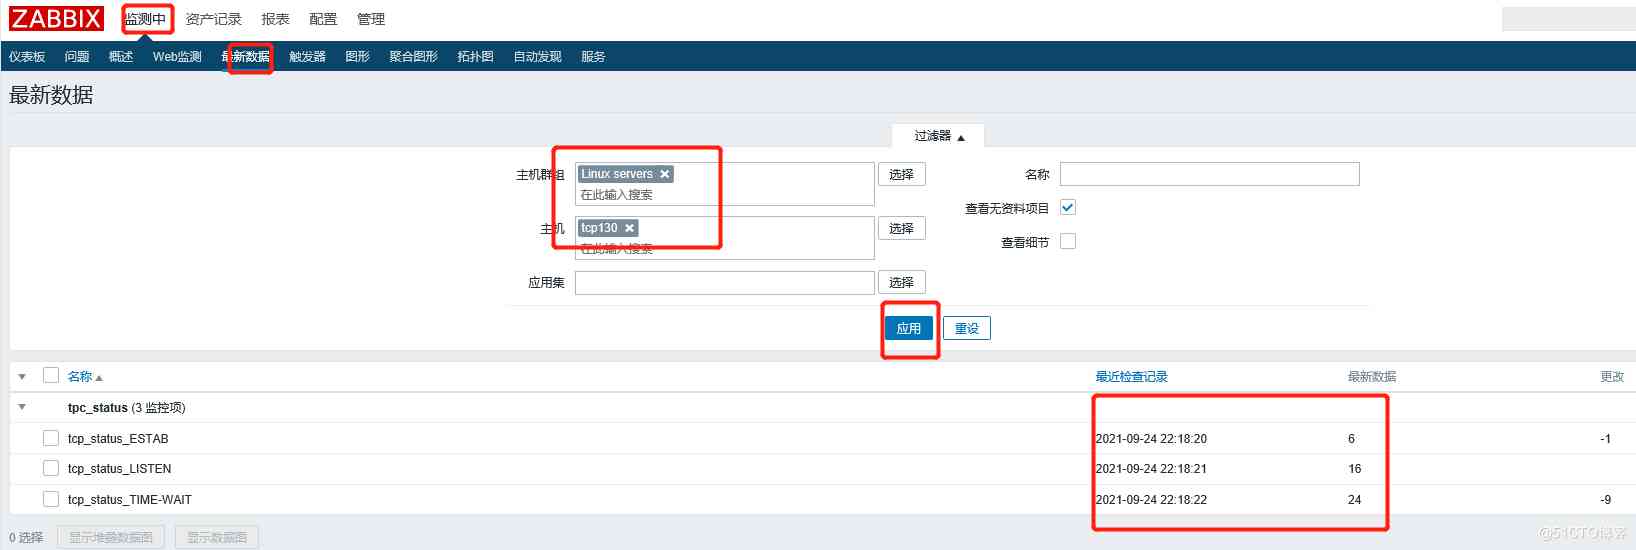 ZABBIX 监测中 资产记录 报表 配置 管理
仪表板 问题 概述 Web监测 最新数据 触发器 图形 聚合图形 拓扑图 自动发现 服务
最新数据
过滤器 ▲
主机群组 Linux servers × 选择 名称
在此输入搜索
查看无资料项目
主机 tcp130 × 选择
在此输入搜索 查看细节
应用集 选择
应用 重设
名称 ▲ 最近检查记录 最新数据 更改
tpc_status (3 监控项)
tcp_status_ESTAB 2021-09-24 22:18:20 6 -1
tcp_status_LISTEN 2021-09-24 22:18:21 16
tcp_status_TIME-WAIT 2021-09-24 22:18:22 24 -9
0 选择 显示堆叠数据图 显示数据图
@51CTO博客